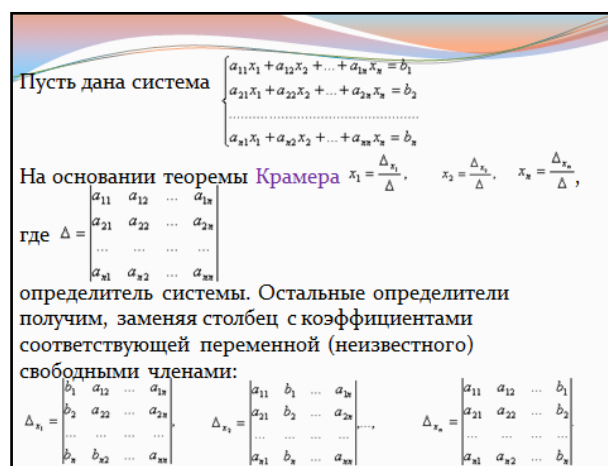 Пусть дана система
a₁₁x₁ + a₁₂x₂ + ... + a₁ₙxₙ = b₁
a₂₁x₁ + a₂₂x₂ + ... + a₂ₙxₙ = b₂
........................................
aₙ₁x₁ + aₙ₂x₂ + ... + aₙₙxₙ = bₙ
На основании теоремы Крамера x₁ = Δₓ₁/Δ, x₂ = Δₓ₂/Δ, xₙ = Δₓₙ/Δ,
где Δ =
|a₁₁ a₁₂ ... a₁ₙ|
|a₂₁ a₂₂ ... a₂ₙ|
|... ... ... ...|
|aₙ₁ aₙ₂ ... aₙₙ|
определитель системы. Остальные определители
получим, заменяя столбец с коэффициентами
соответствующей переменной (неизвестного)
свободными членами:
Δₓ₁ =
|b₁ a₁₂ ... a₁ₙ|
|b₂ a₂₂ ... a₂ₙ|
|... ... ... ...|
|bₙ bₙ₂ ... aₙₙ|,
Δₓ₂ =
|a₁₁ b₁ ... a₁ₙ|
|a₂₁ b₂ ... a₂ₙ|
|... ... ... ...|
|aₙ₁ bₙ ... aₙₙ|,...,
Δₓₙ =
|a₁₁ a₁₂ ... b₁|
|a₂₁ a₂₂ ... b₂|
|... ... ... ...|
|aₙ₁ aₙ₂ ... bₙ|